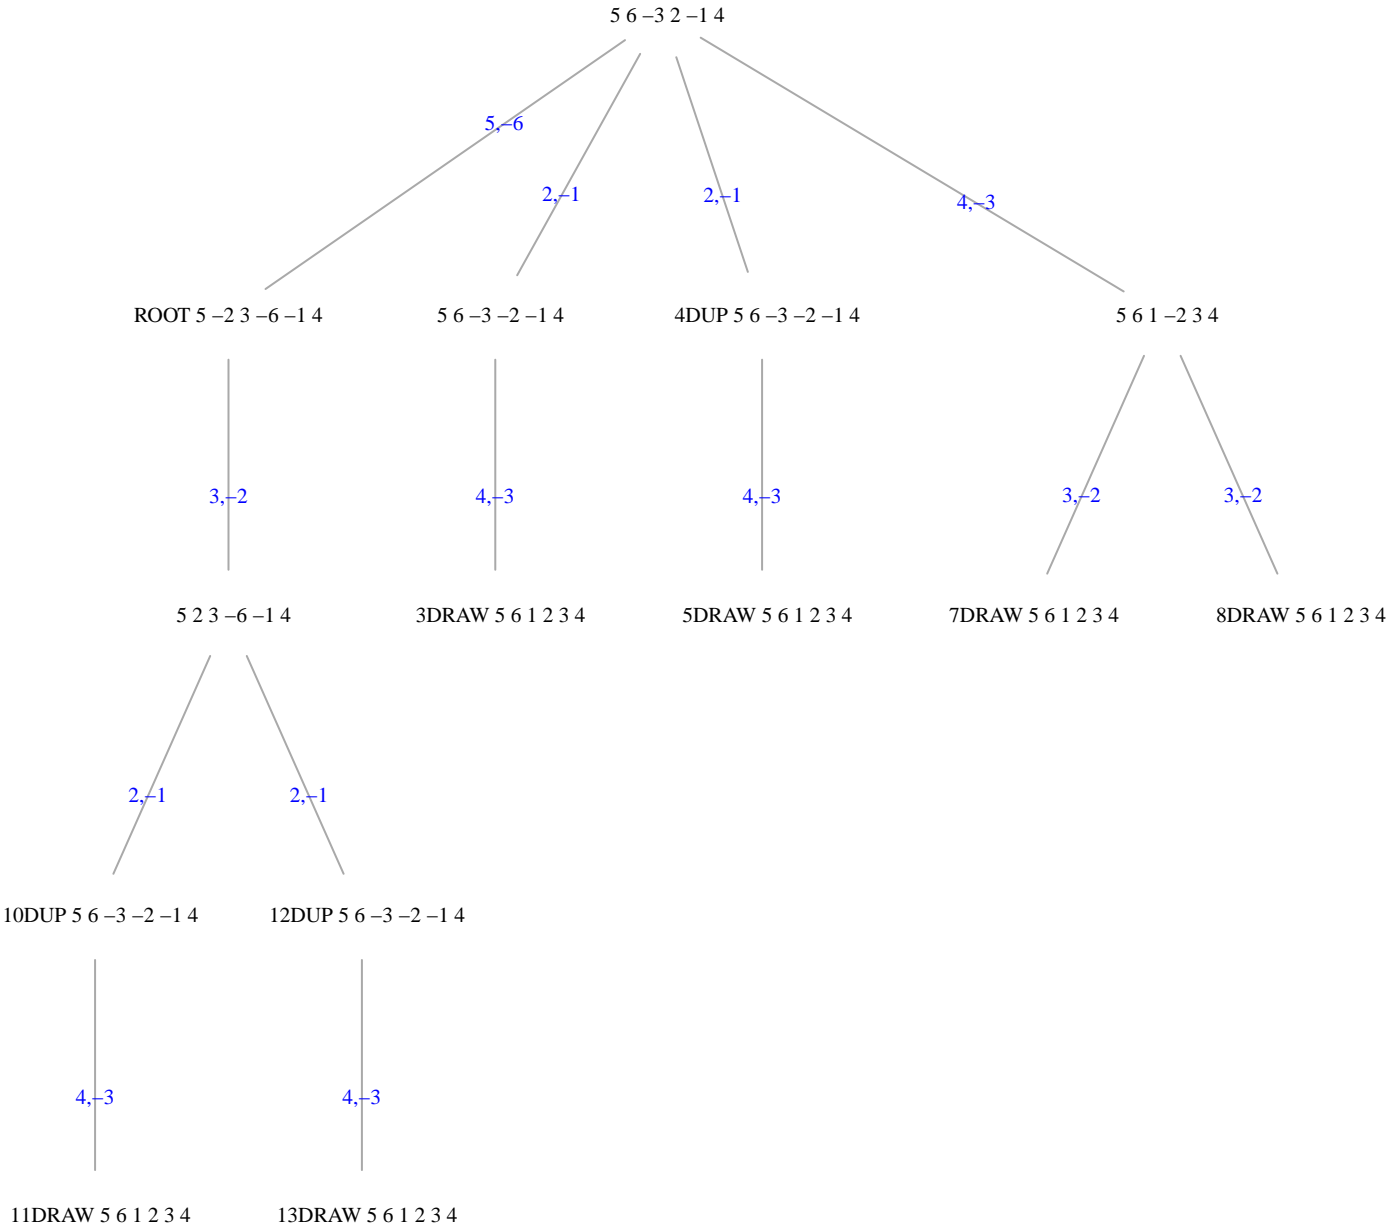 5 6 –3 2 –1 4
5,–6
2,–1
2,–1
4,–3
ROOT 5 –2 3 –6 –1 4
5 6 –3 –2 –1 4
4DUP 5 6 –3 –2 –1 4
5 6 1 –2 3 4
3,–2
4,–3
4,–3
3,–2
3,–2
5 2 3 –6 –1 4
3DRAW 5 6 1 2 3 4
5DRAW 5 6 1 2 3 4
7DRAW 5 6 1 2 3 4
8DRAW 5 6 1 2 3 4
2,–1
2,–1
10DUP 5 6 –3 –2 –1 4
12DUP 5 6 –3 –2 –1 4
4,–3
4,–3
11DRAW 5 6 1 2 3 4
13DRAW 5 6 1 2 3 4